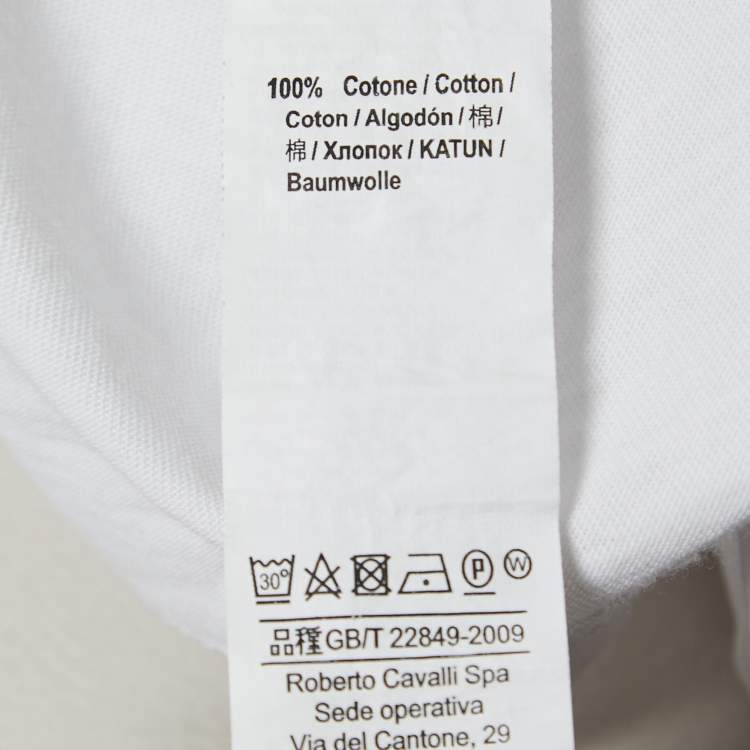 100% Cotone / Cotton /
Coton / Algodón / 棉 /
棉 / Хлопок / KATUN /
Baumwolle
30° P W
品種GB/T 22849-2009
Roberto Cavalli Spa
Sede operativa
Via del Cantone, 29